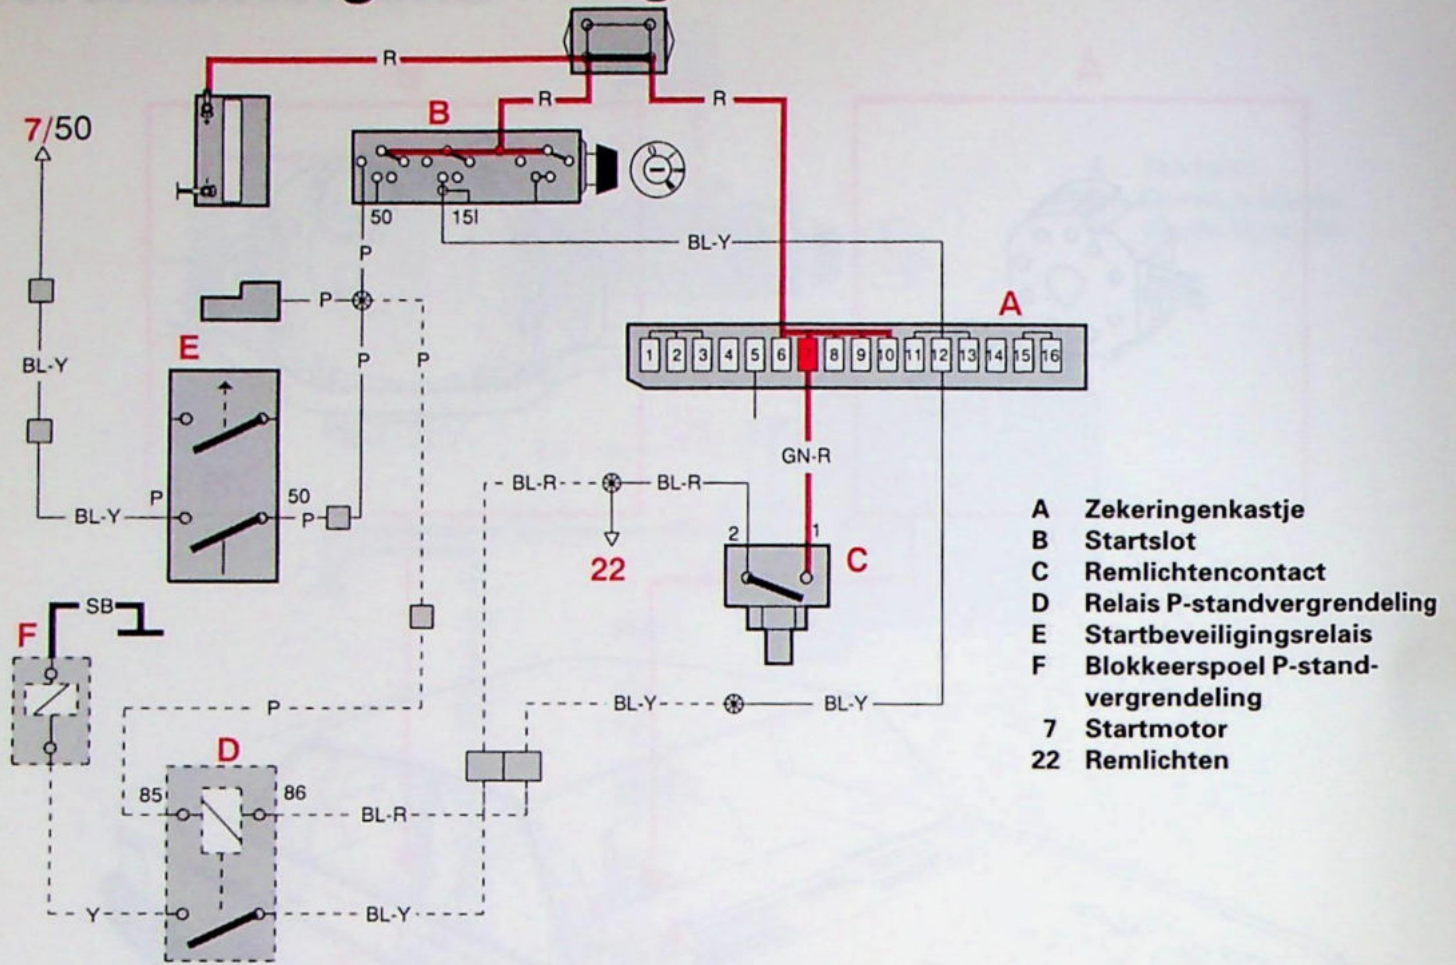 R
R
R
B
7/50
50
15I
BL-Y
P
A
P
E
P
P
1 2 3 4 5 6 7 8 9 10 11 12 13 14 15 16
BL-Y
GN-R
BL-R
BL-R
P
50
BL-Y
P
2
1
C
22
A Zekeringenkastje
B Startslot
C Remlichtencontact
D Relais P-standvergrendeling
E Startbeveiligingsrelais
F Blokkeerspoel P-stand-
vergrendeling
7 Startmotor
22 Remlichten
SB
F
P
BL-Y
BL-Y
D
85
86
BL-R
Y
BL-Y